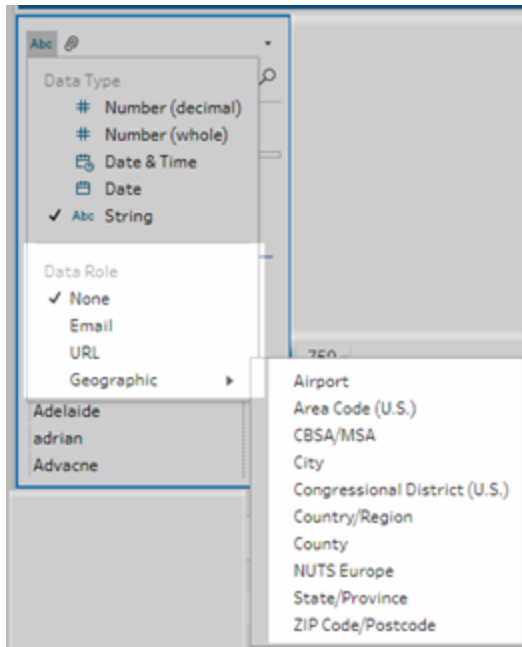 Abc
Data Type
# Number (decimal)
# Number (whole)
Date & Time
Date
✓ Abc String
Data Role
✓ None
Email
URL
Geographic
Adelaide
adrian
Advacne
Airport
Area Code (U.S.)
CBSA/MSA
City
Congressional District (U.S.)
Country/Region
County
NUTS Europe
State/Province
ZIP Code/Postcode